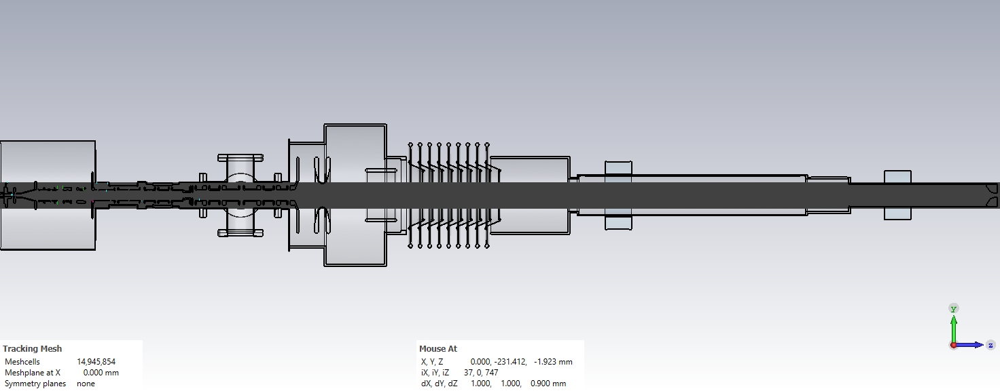 y
z
Tracking Mesh
Meshcells 14,945,854
Meshplane at X 0.000 mm
Symmetry planes none
Mouse At
X, Y, Z 0.000, -231.412, -1.923 mm
iX, iY, iZ 37, 0, 747
dX, dY, dZ 1.000, 1.000, 0.900 mm